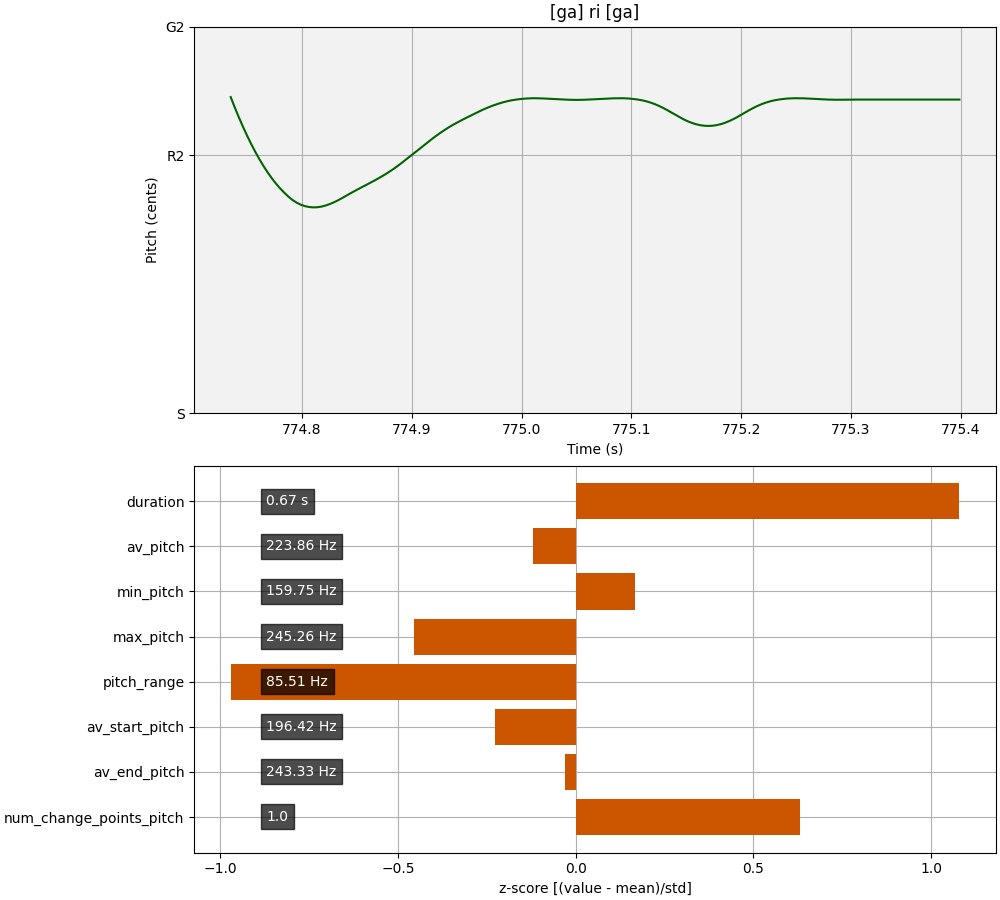 [ga] ri [ga]
G2
R2
S
Pitch (cents)
774.8 774.9 775.0 775.1 775.2 775.3 775.4
Time (s)
duration 0.67 s
av_pitch 223.86 Hz
min_pitch 159.75 Hz
max_pitch 245.26 Hz
pitch_range 85.51 Hz
av_start_pitch 196.42 Hz
av_end_pitch 243.33 Hz
num_change_points_pitch 1.0
−1.0 −0.5 0.0 0.5 1.0
z-score [(value - mean)/std]